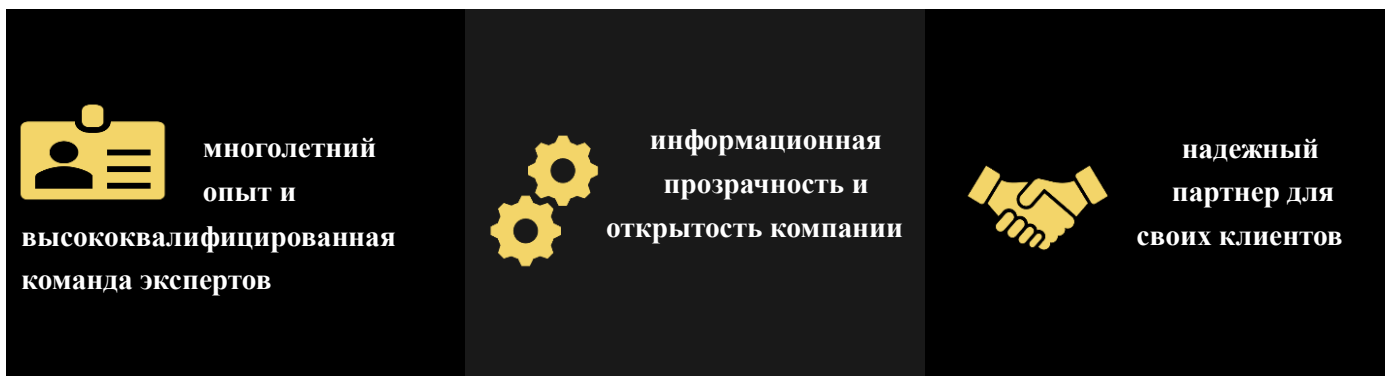 многолетний
опыт и
высококвалифицированная
команда экспертов
информационная
прозрачность и
открытость компании
надежный
партнер для
своих клиентов